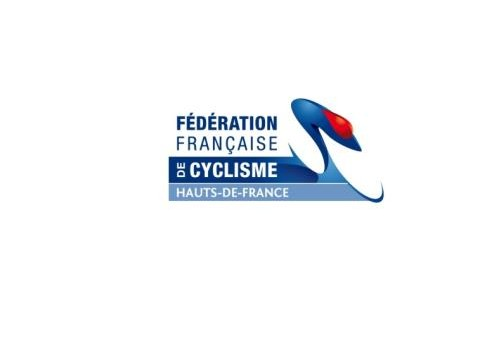 FÉDÉRATION
FRANÇAISE
DE CYCLISME
HAUTS-DE-FRANCE